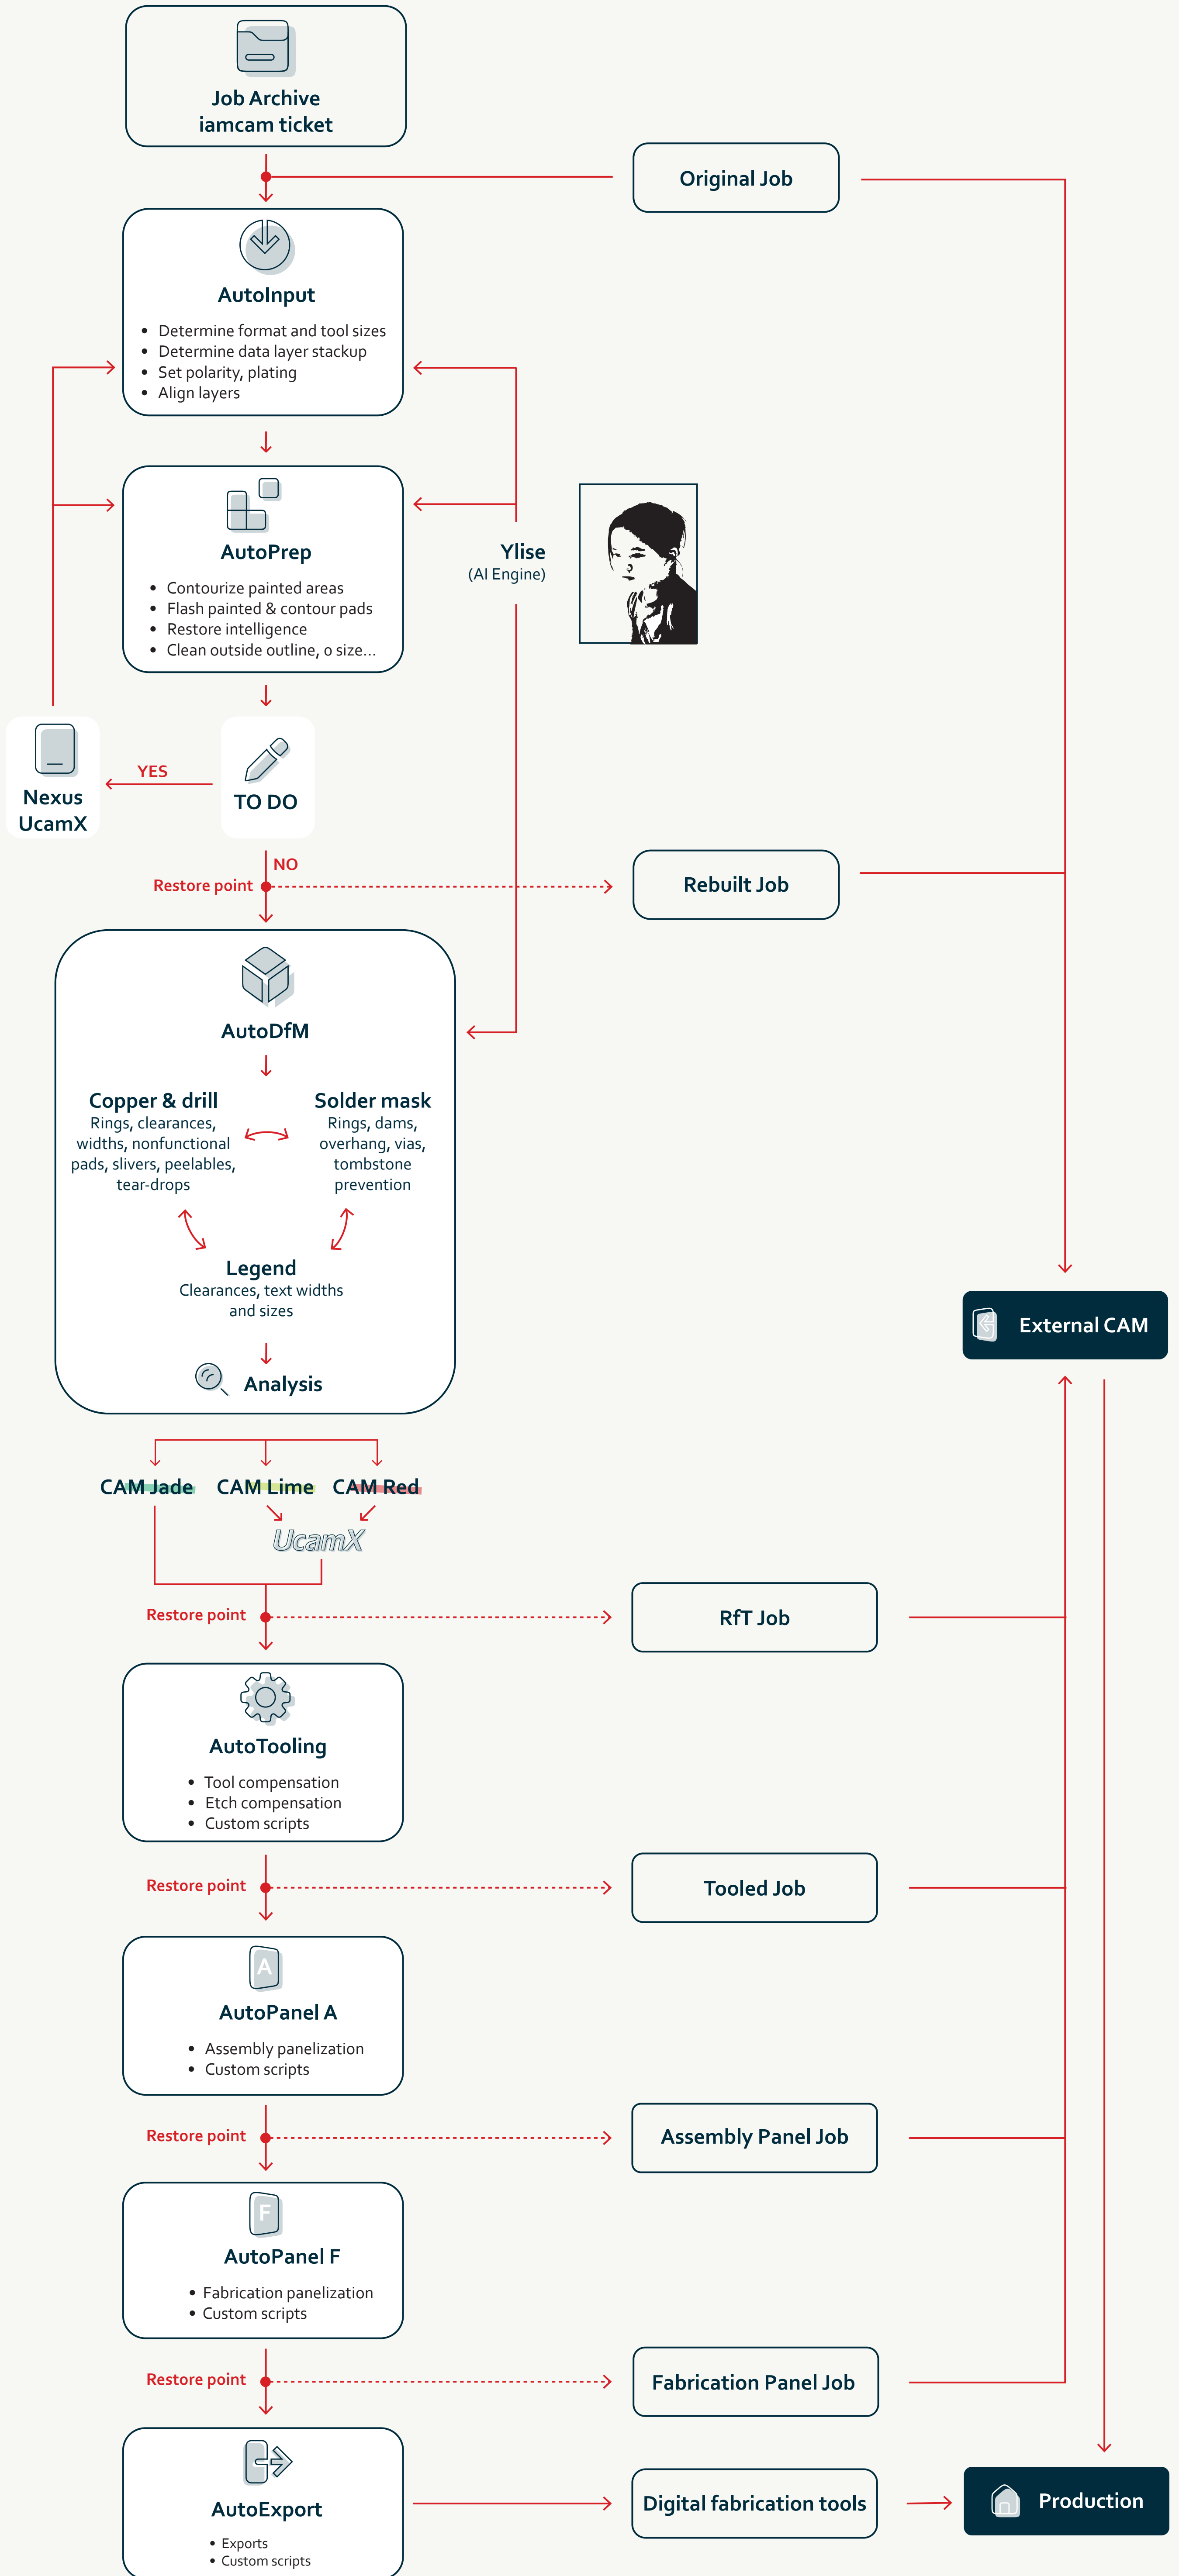 Job Archive
iamcam ticket
Original Job
AutoInput
• Determine format and tool sizes
• Determine data layer stackup
• Set polarity, plating
• Align layers
AutoPrep
• Contourize painted areas
• Flash painted & contour pads
• Restore intelligence
• Clean outside outline, o size...
Ylise
(AI Engine)
Nexus
UcamX
YES
TO DO
NO
Restore point
Rebuilt Job
AutoDfM
Copper & drill
Rings, clearances,
widths, nonfunctional
pads, slivers, peelables,
tear-drops
Solder mask
Rings, dams,
overhang, vias,
tombstone
prevention
Legend
Clearances, text widths
and sizes
Analysis
External CAM
CAM Jade
CAM Lime
CAM Red
UcamX
Restore point
RfT Job
AutoTooling
• Tool compensation
• Etch compensation
• Custom scripts
Restore point
Tooled Job
A
AutoPanel A
• Assembly panelization
• Custom scripts
Restore point
Assembly Panel Job
F
AutoPanel F
• Fabrication panelization
• Custom scripts
Restore point
Fabrication Panel Job
AutoExport
• Exports
• Custom scripts
Digital fabrication tools
Production